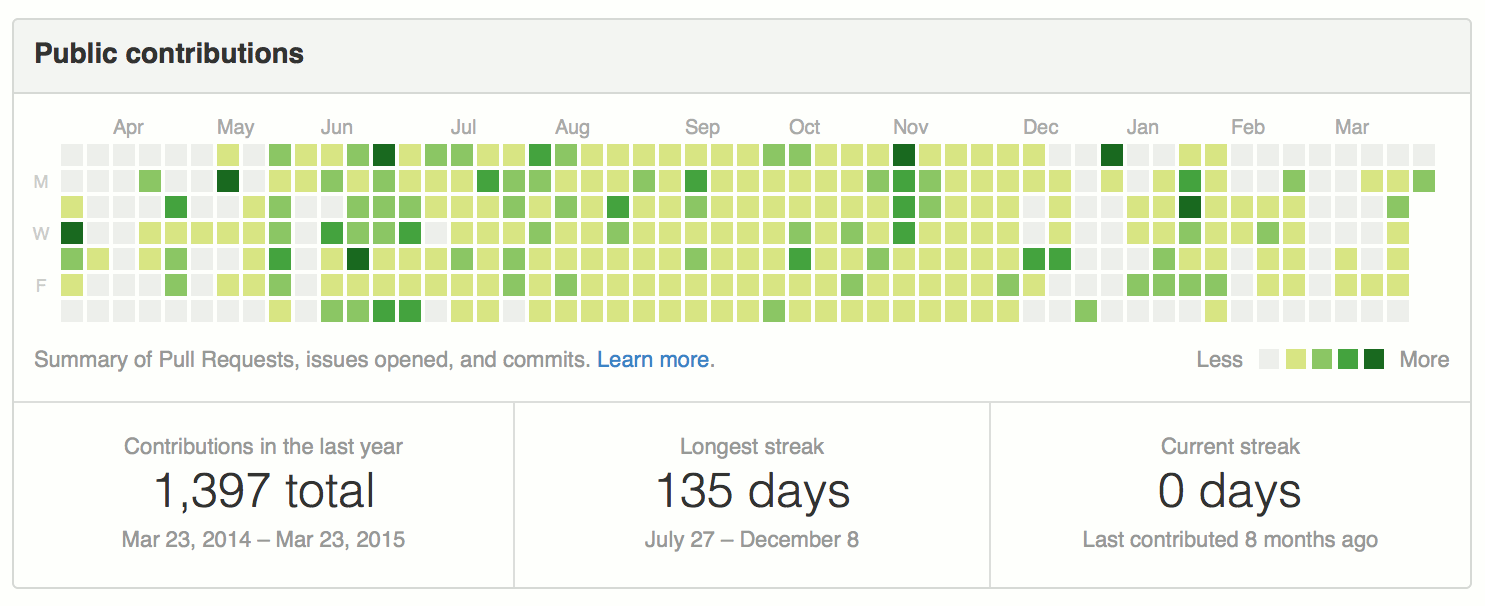 Public contributions
Apr May Jun Jul Aug Sep Oct Nov Dec Jan Feb Mar
M
W
F
Summary of Pull Requests, issues opened, and commits. Learn more. Less More
Contributions in the last year Longest streak Current streak
1,397 total 135 days 0 days
Mar 23, 2014 – Mar 23, 2015 July 27 – December 8 Last contributed 8 months ago